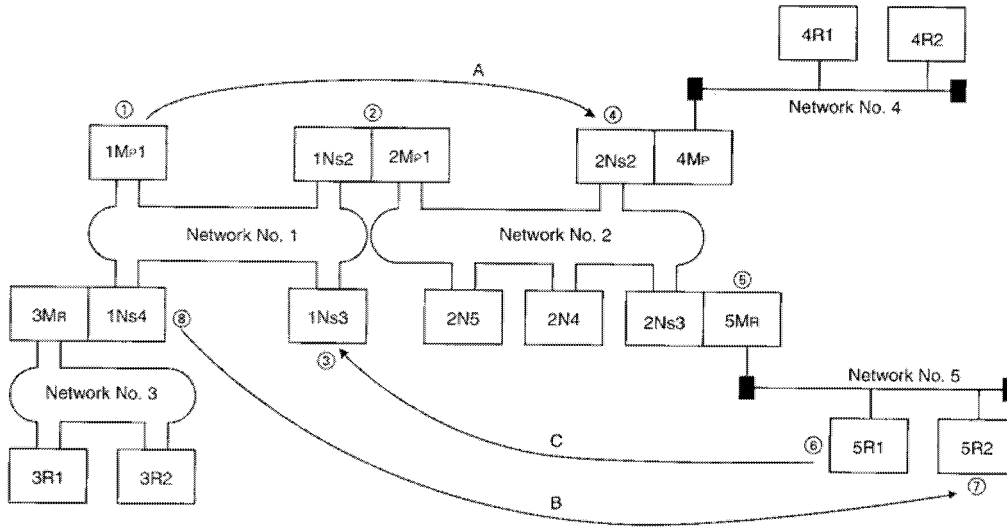 4R1
4R2
Network No. 4
A
①
②
④
1MP1
1NS2
2MP1
2NS2
4MP
Network No. 1
Network No. 2
⑤
3MR
1NS4
⑧
1NS3
2N5
2N4
2NS3
5MR
③
Network No. 3
Network No. 5
3R1
3R2
C
⑥
5R1
5R2
B
⑦